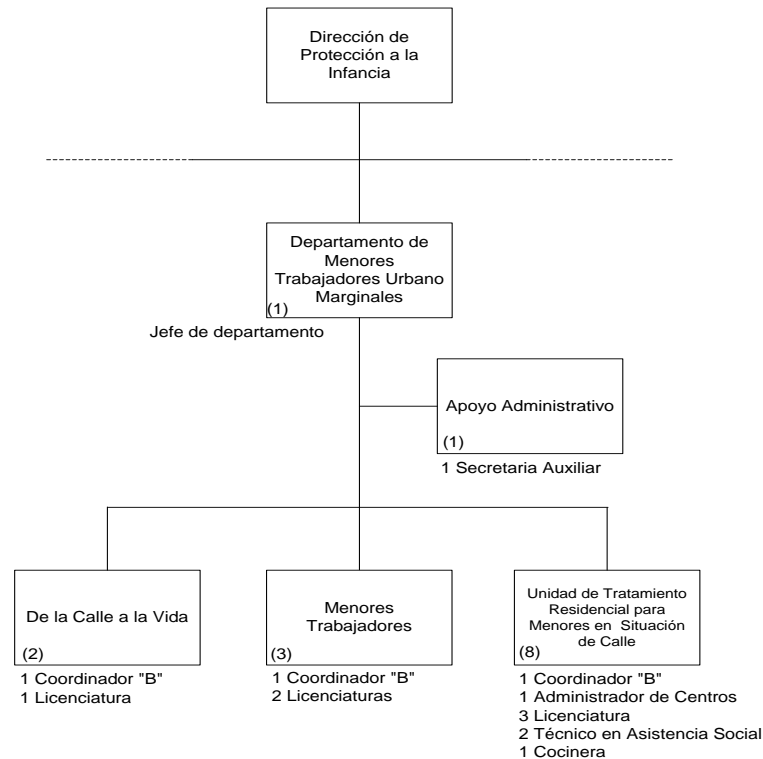 Dirección de
Protección a la
Infancia
Departamento de
Menores
Trabajadores Urbano
Marginales
(1)
Jefe de departamento
Apoyo Administrativo
(1)
1 Secretaria Auxiliar
De la Calle a la Vida
(2)
1 Coordinador "B"
1 Licenciatura
Menores
Trabajadores
(3)
1 Coordinador "B"
2 Licenciaturas
Unidad de Tratamiento
Residencial para
Menores en Situación
de Calle
(8)
1 Coordinador "B"
1 Administrador de Centros
3 Licenciatura
2 Técnico en Asistencia Social
1 Cocinera